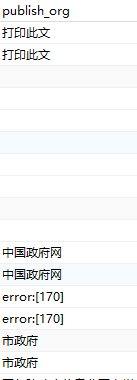 publish_org
打印此文
打印此文
中国政府网
中国政府网
error:[170]
error:[170]
市政府
市政府